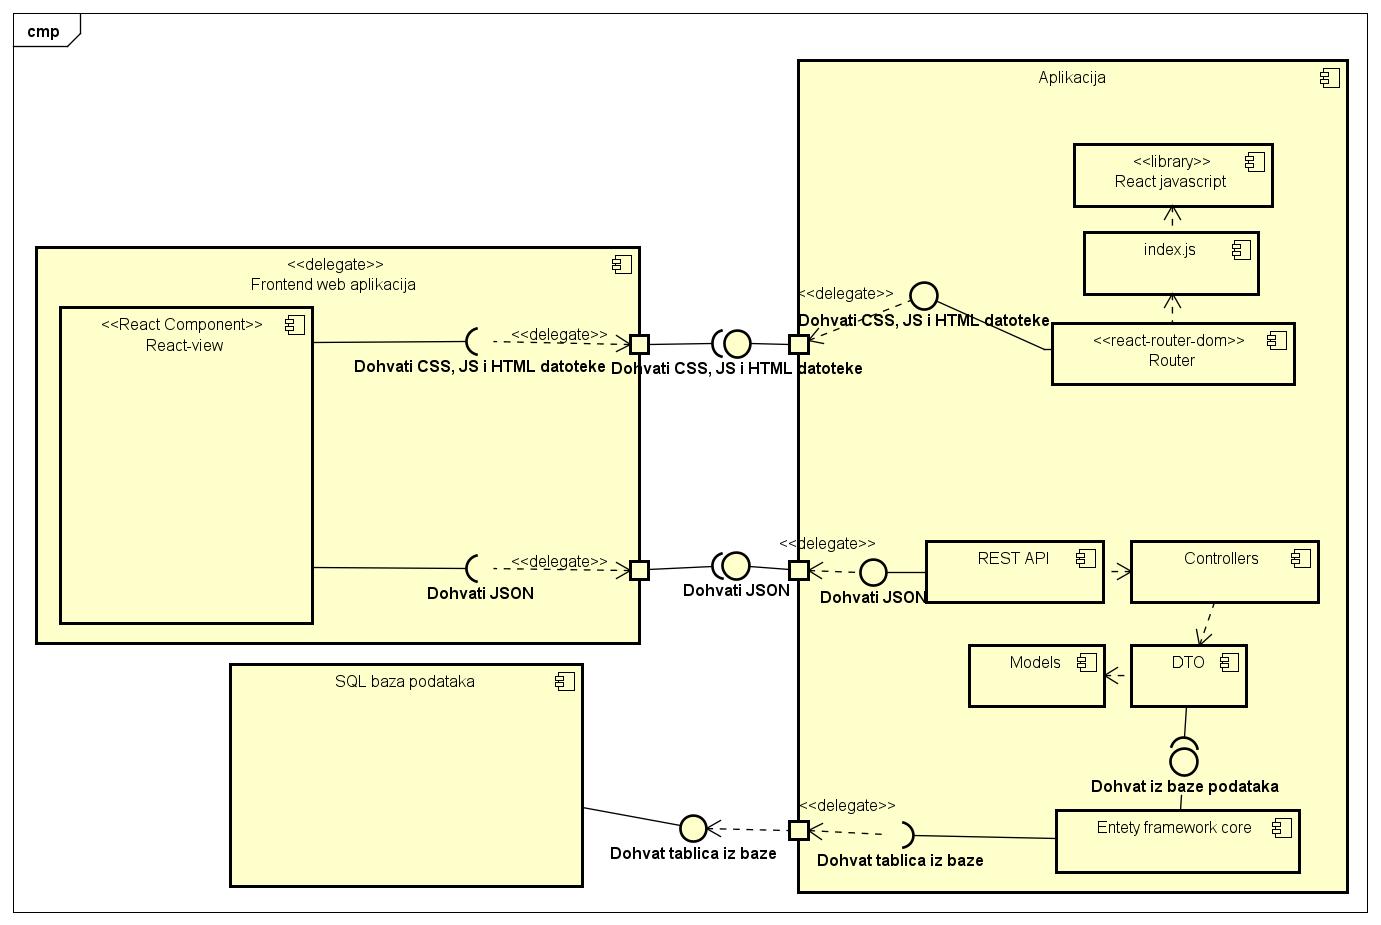 cmp
Aplikacija
<<library>>
React javascript
index.js
<<react-router-dom>>
Router
<<delegate>>
Dohvati CSS, JS i HTML datoteke
<<delegate>>
Frontend web aplikacija
<<React Component>>
React-view
<<delegate>>
Dohvati CSS, JS i HTML datoteke
Dohvati CSS, JS i HTML datoteke
<<delegate>>
Dohvati JSON
Dohvati JSON
<<delegate>>
Dohvati JSON
REST API
Controllers
Models
DTO
Dohvat iz baze podataka
Entety framework core
SQL baza podataka
Dohvat tablica iz baze
<<delegate>>
Dohvat tablica iz baze